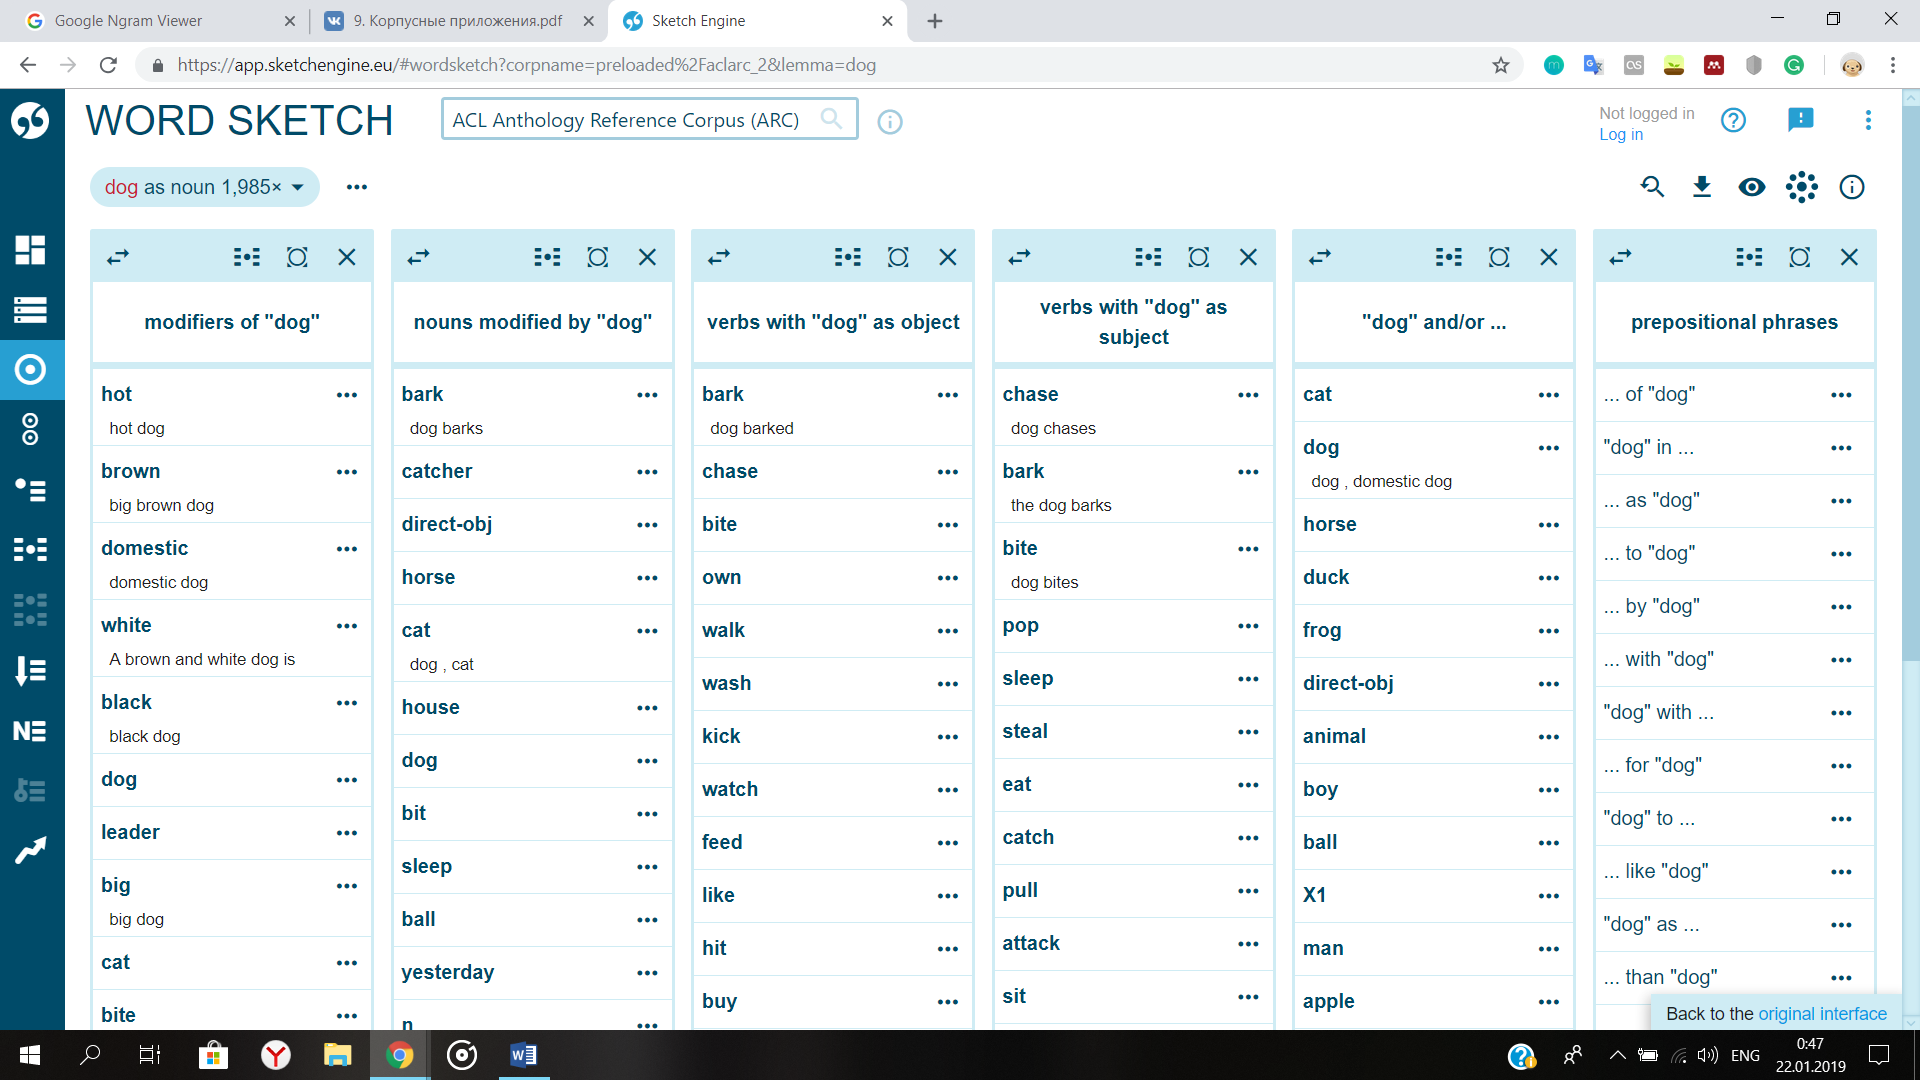 Google Ngram Viewer
9. Корпусные приложения.pdf
Sketch Engine
https://app.sketchengine.eu/#wordsketch?corpname=preloaded%2Faclarc_2&lemma=dog
WORD SKETCH
ACL Anthology Reference Corpus (ARC)
Not logged in
Log in
dog as noun 1,985×
modifiers of "dog"
hot
hot dog
brown
big brown dog
domestic
domestic dog
white
A brown and white dog is
black
black dog
dog
leader
big
big dog
cat
bite
nouns modified by "dog"
bark
dog barks
catcher
direct-obj
horse
cat
dog , cat
house
dog
bit
sleep
ball
yesterday
n
verbs with "dog" as object
bark
dog barked
chase
bite
own
walk
wash
kick
watch
feed
like
hit
buy
verbs with "dog" as
subject
chase
dog chases
bark
the dog barks
bite
dog bites
pop
sleep
steal
eat
catch
pull
attack
sit
"dog" and/or ...
cat
dog
dog , domestic dog
horse
duck
frog
direct-obj
animal
boy
ball
X1
man
apple
prepositional phrases
... of "dog"
"dog" in ...
... as "dog"
... to "dog"
... by "dog"
... with "dog"
"dog" with ...
... for "dog"
"dog" to ...
... like "dog"
"dog" as ...
... than "dog"
Back to the original interface
ENG
0:47
22.01.2019